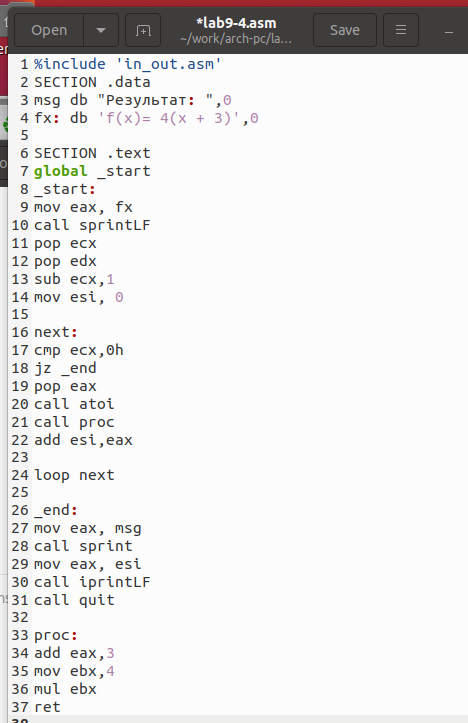 Open
*lab9-4.asm
~/work/arch-pc/la...
Save
1 %include 'in_out.asm'
2 SECTION .data
3 msg db "Результат: ",0
4 fx: db 'f(x)= 4(x + 3)',0
5
6 SECTION .text
7 global _start
8 _start:
9 mov eax, fx
10 call sprintLF
11 pop ecx
12 pop edx
13 sub ecx,1
14 mov esi, 0
15
16 next:
17 cmp ecx,0h
18 jz _end
19 pop eax
20 call atoi
21 call proc
22 add esi,eax
23
24 loop next
25
26 _end:
27 mov eax, msg
28 call sprint
29 mov eax, esi
30 call iprintLF
31 call quit
32
33 proc:
34 add eax,3
35 mov ebx,4
36 mul ebx
37 ret
38